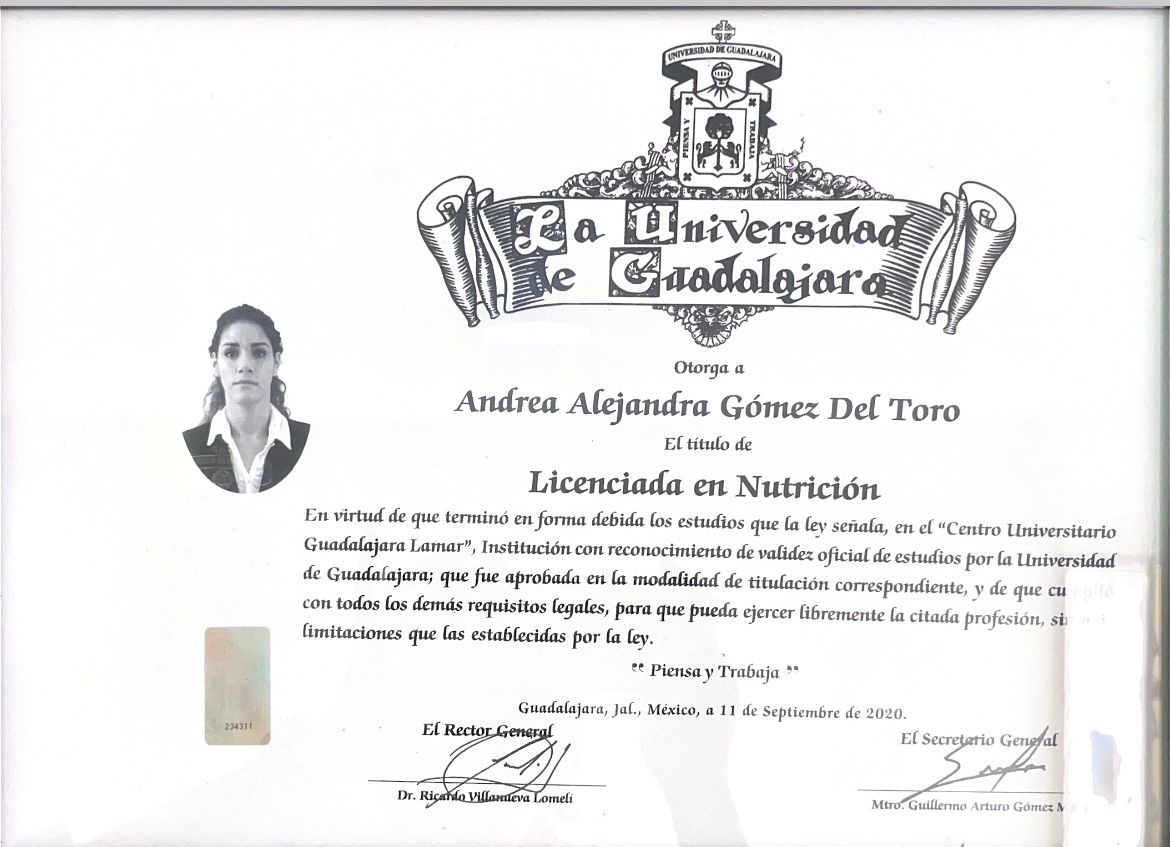 UNIVERSIDAD DE GUADALAJARA
PIENSA Y
TRABAJA
La Universidad
de Guadalajara
Otorga a
Andrea Alejandra Gómez Del Toro
El título de
Licenciada en Nutrición
En virtud de que terminó en forma debida los estudios que la ley señala, en el “Centro Universitario
Guadalajara Lamar”, Institución con reconocimiento de validez oficial de estudios por la Universidad
de Guadalajara; que fue aprobada en la modalidad de titulación correspondiente, y de que cumplió
con todos los demás requisitos legales, para que pueda ejercer libremente la citada profesión, sin
limitaciones que las establecidas por la ley.
“ Piensa y Trabaja ”
Guadalajara, Jal., México, a 11 de Septiembre de 2020.
El Rector General
El Secretario General
Dr. Ricardo Villanueva Lomelí
Mtro. Guillermo Arturo Gómez
234311